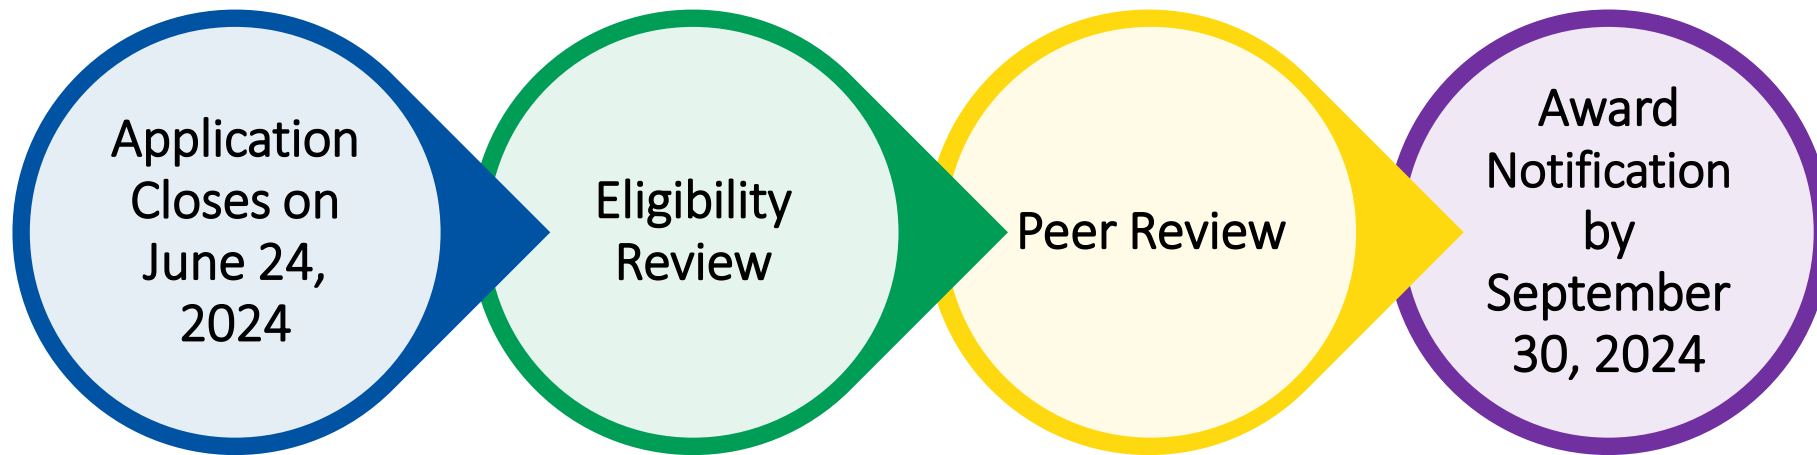 Application
Closes on
June 24,
2024
Eligibility
Review
Peer Review
Award
Notification
by
September
30, 2024